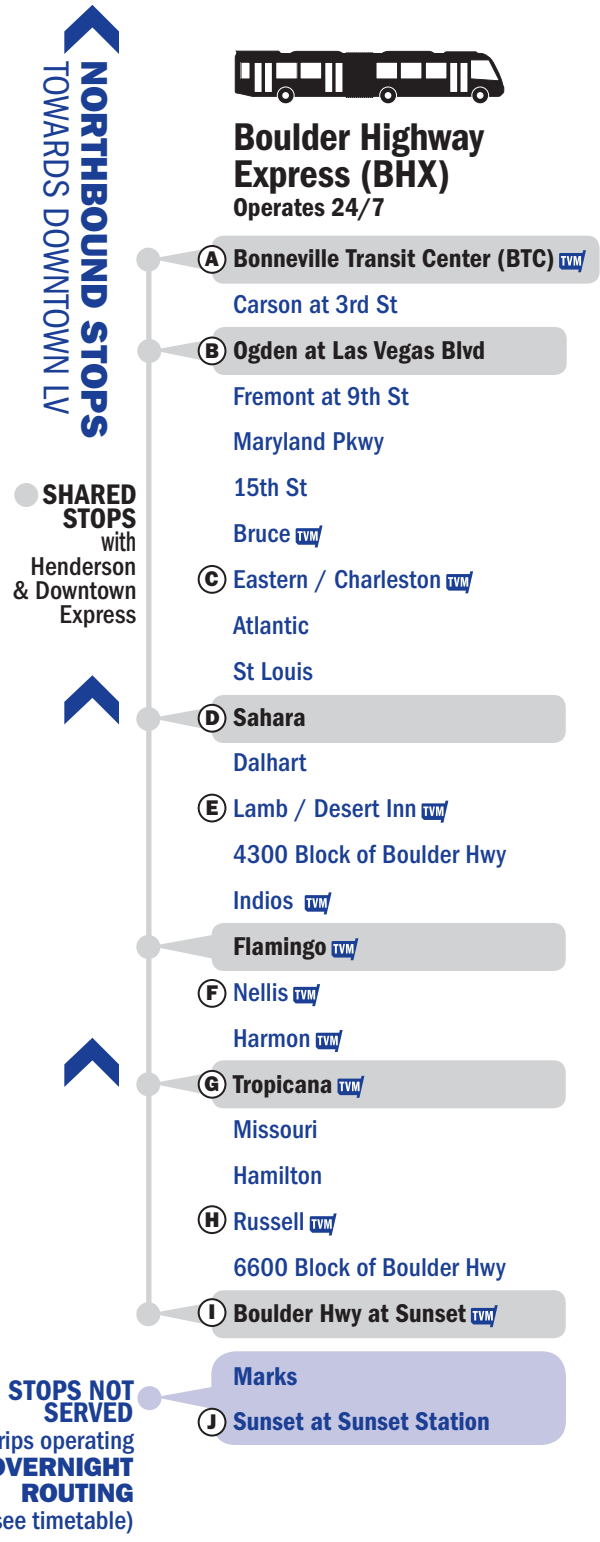 NORTHBOUND STOPS
TOWARDS DOWNTOWN LV
Boulder Highway
Express (BHX)
Operates 24/7
A Bonneville Transit Center (BTC) TVM
Carson at 3rd St
B Ogden at Las Vegas Blvd
Fremont at 9th St
Maryland Pkwy
15th St
Bruce TVM
C Eastern / Charleston TVM
Atlantic
St Louis
D Sahara
Dalhart
E Lamb / Desert Inn TVM
4300 Block of Boulder Hwy
Indios TVM
Flamingo TVM
F Nellis TVM
Harmon TVM
G Tropicana TVM
Missouri
Hamilton
H Russell TVM
6600 Block of Boulder Hwy
I Boulder Hwy at Sunset TVM
Marks
J Sunset at Sunset Station
SHARED
STOPS
with
Henderson
& Downtown
Express
STOPS NOT
SERVED
rips operating
OVERNIGHT
ROUTING
see timetable)